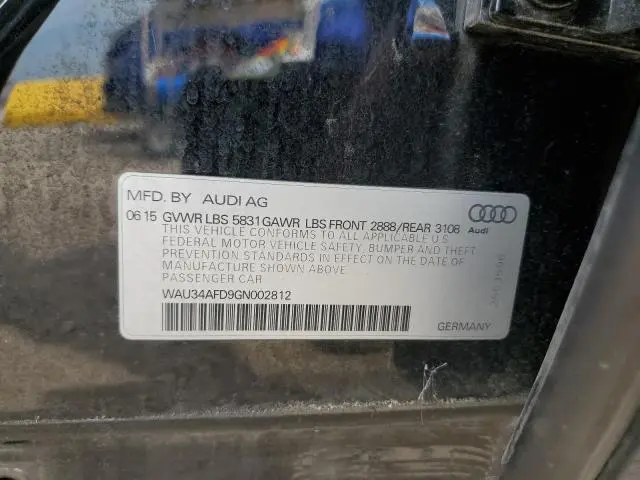 MFD. BY AUDI AG
06 15 GVWR LBS 5831 GAWR LBS FRONT 2888/REAR 3108
Audi
THIS VEHICLE CONFORMS TO ALL APPLICABLE U.S
FEDERAL MOTOR VEHICLE SAFETY, BUMPER AND THEFT
PREVENTION STANDARDS IN EFFECT ON THE DATE OF
MANUFACTURE SHOWN ABOVE.
PASSENGER CAR
WAU34AFD9GN002812
GERMANY